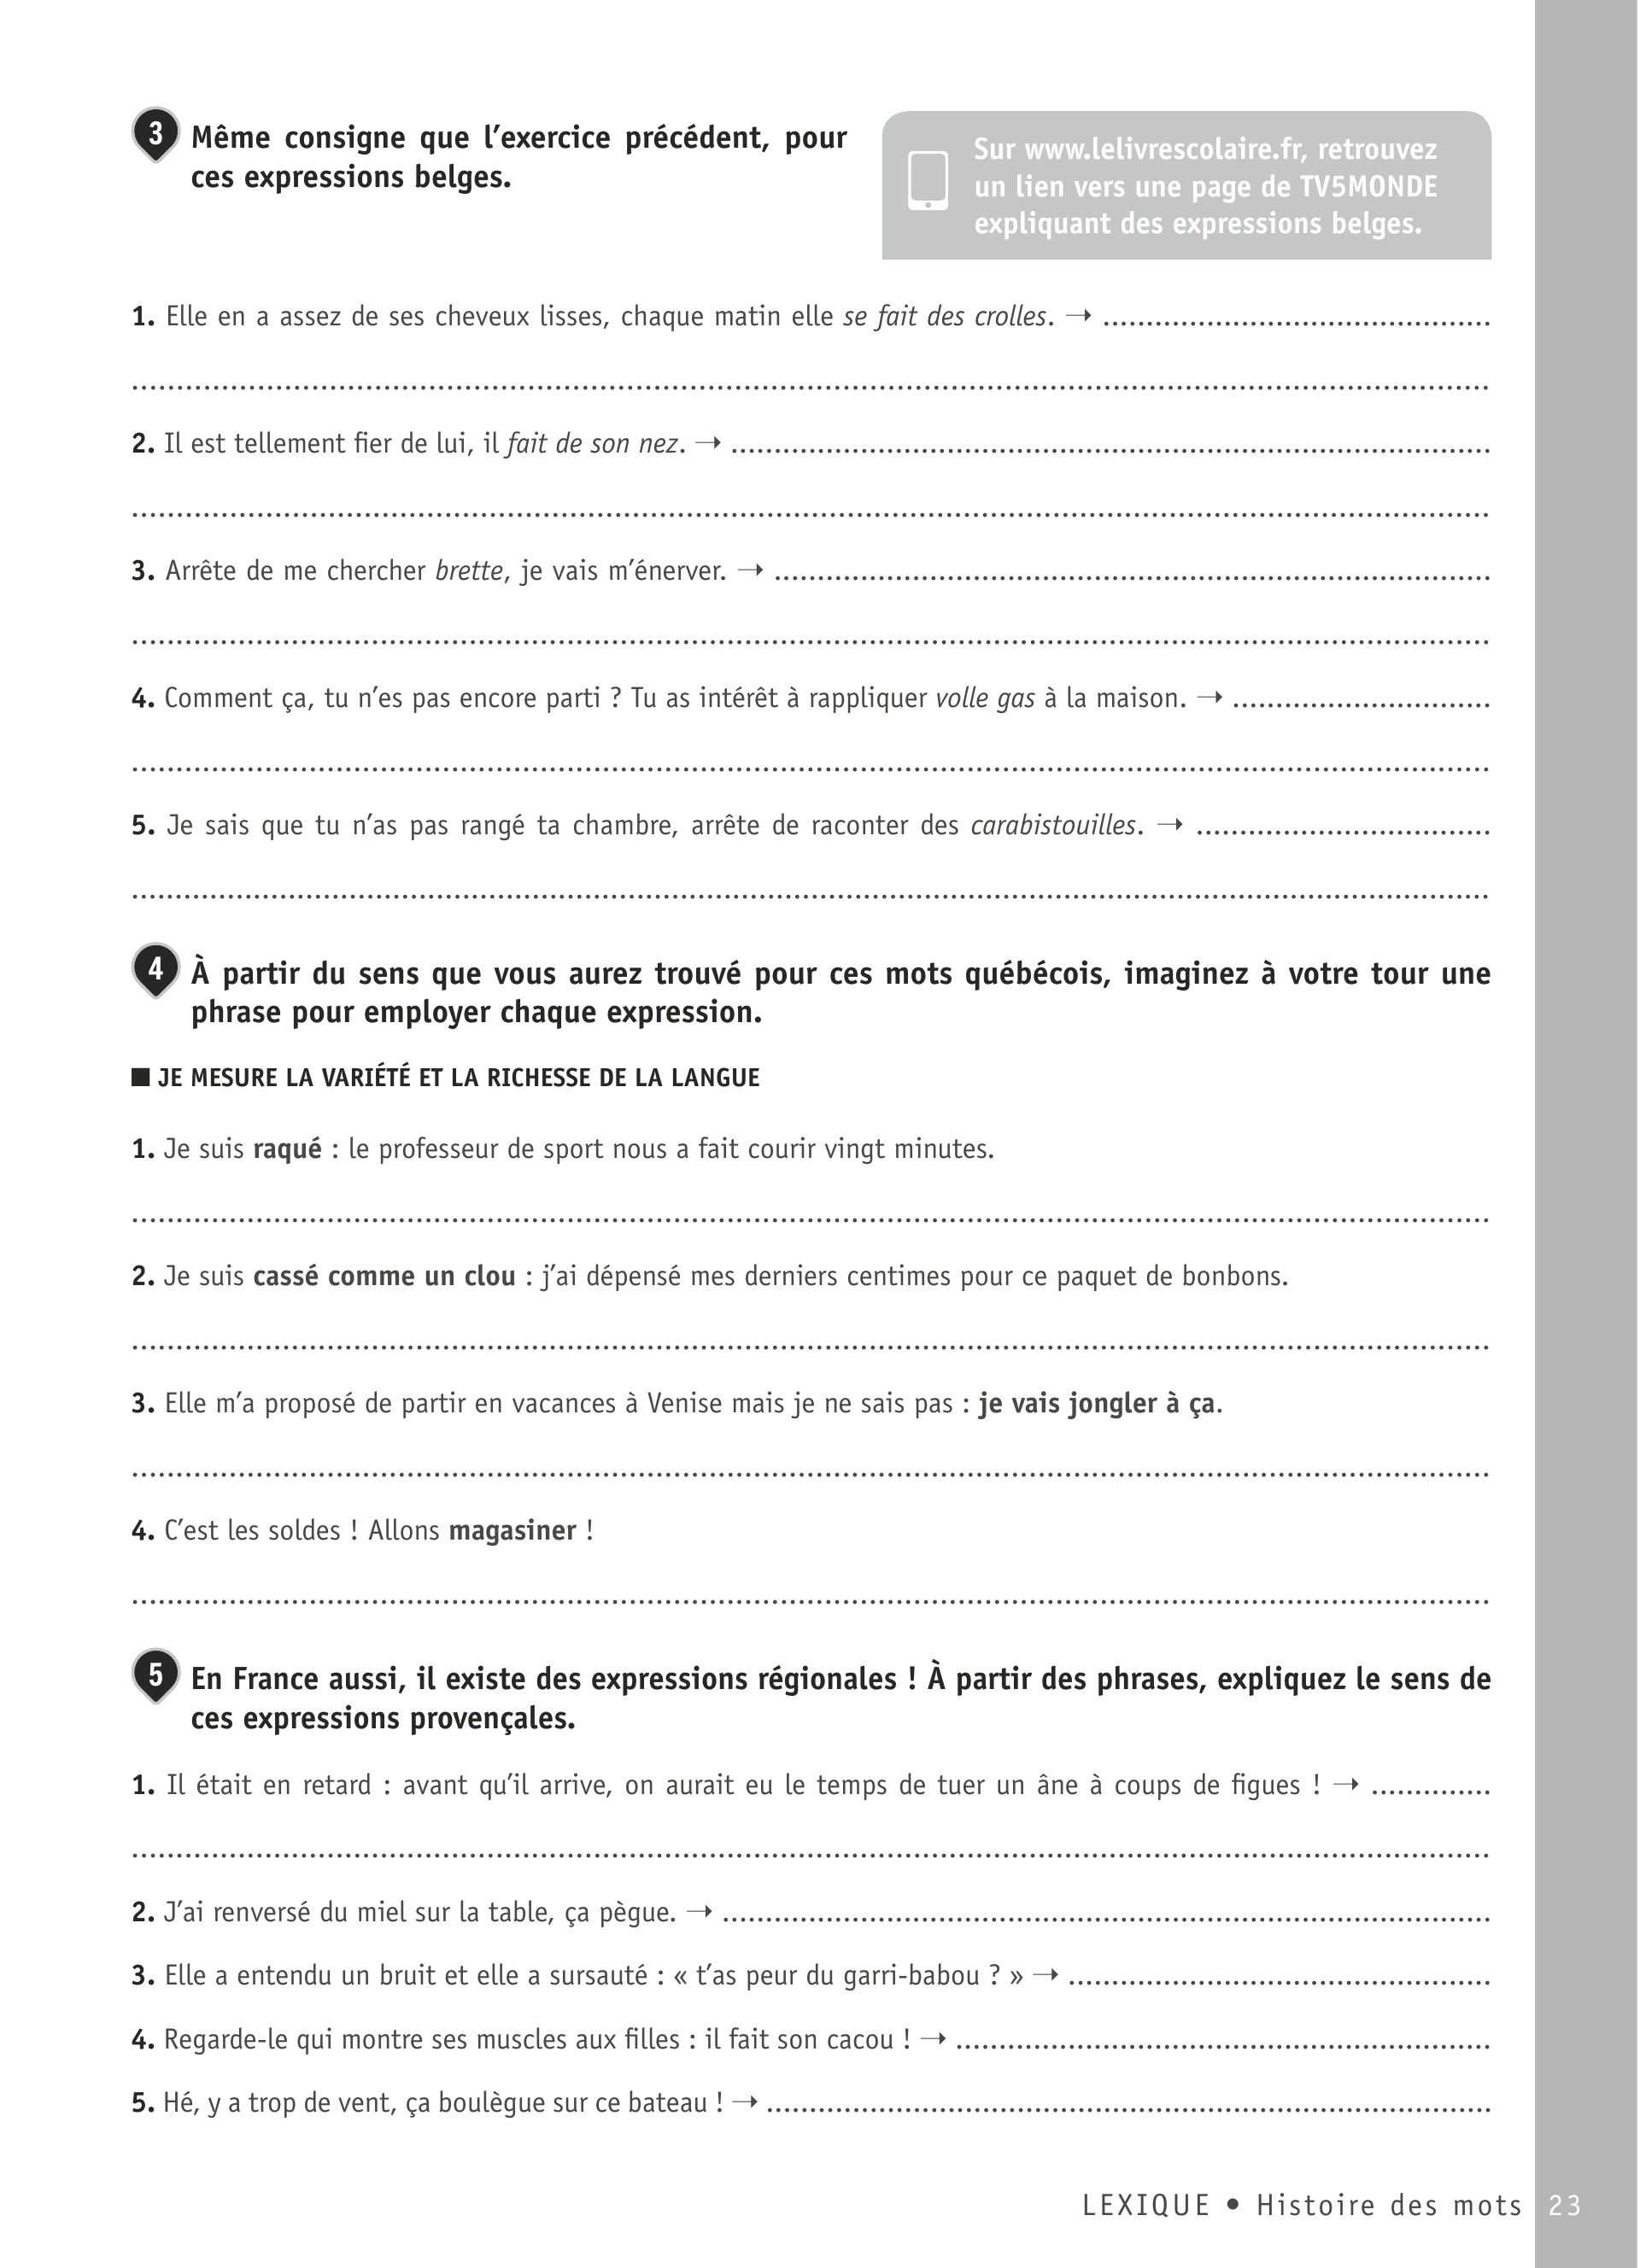 3 Même consigne que l’exercice précédent, pour
ces expressions belges.
Sur www.lelivrescolaire.fr, retrouvez
un lien vers une page de TV5MONDE
expliquant des expressions belges.
1. Elle en a assez de ses cheveux lisses, chaque matin elle se fait des crolles. → ............................................
................................................................................
2. Il est tellement fier de lui, il fait de son nez. → ................................................................................
................................................................................
3. Arrête de me chercher brette, je vais m’énerver. → ................................................................................
................................................................................
4. Comment ça, tu n’es pas encore parti ? Tu as intérêt à rappliquer volle gas à la maison. → ..............................
................................................................................
5. Je sais que tu n’as pas rangé ta chambre, arrête de raconter des carabistouilles. → ..................................
................................................................................
4 À partir du sens que vous aurez trouvé pour ces mots québécois, imaginez à votre tour une
phrase pour employer chaque expression.
■ JE MESURE LA VARIÉTÉ ET LA RICHESSE DE LA LANGUE
1. Je suis raqué : le professeur de sport nous a fait courir vingt minutes.
................................................................................
2. Je suis cassé comme un clou : j’ai dépensé mes derniers centimes pour ce paquet de bonbons.
................................................................................
3. Elle m’a proposé de partir en vacances à Venise mais je ne sais pas : je vais jongler à ça.
................................................................................
4. C’est les soldes ! Allons magasiner !
................................................................................
5 En France aussi, il existe des expressions régionales ! À partir des phrases, expliquez le sens de
ces expressions provençales.
1. Il était en retard : avant qu’il arrive, on aurait eu le temps de tuer un âne à coups de figues ! → ..............
................................................................................
2. J’ai renversé du miel sur la table, ça pègue. → ................................................................................
3. Elle a entendu un bruit et elle a sursauté : « t’as peur du garri-babou ? » → ................................................
4. Regarde-le qui montre ses muscles aux filles : il fait son cacou ! → ............................................................
5. Hé, y a trop de vent, ça boulègue sur ce bateau ! → ................................................................................
LEXIQUE • Histoire des mots 23